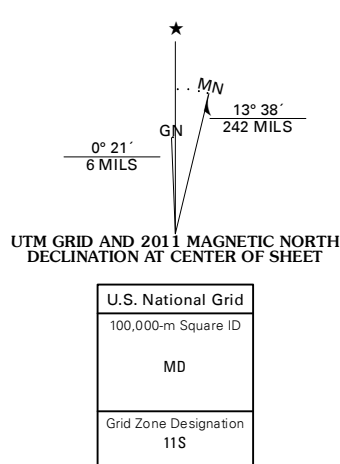 ★
MN
GN
13° 38´
242 MILS
0° 21´
6 MILS
UTM GRID AND 2011 MAGNETIC NORTH
DECLINATION AT CENTER OF SHEET
U.S. National Grid
100,000-m Square ID
MD
Grid Zone Designation
11S